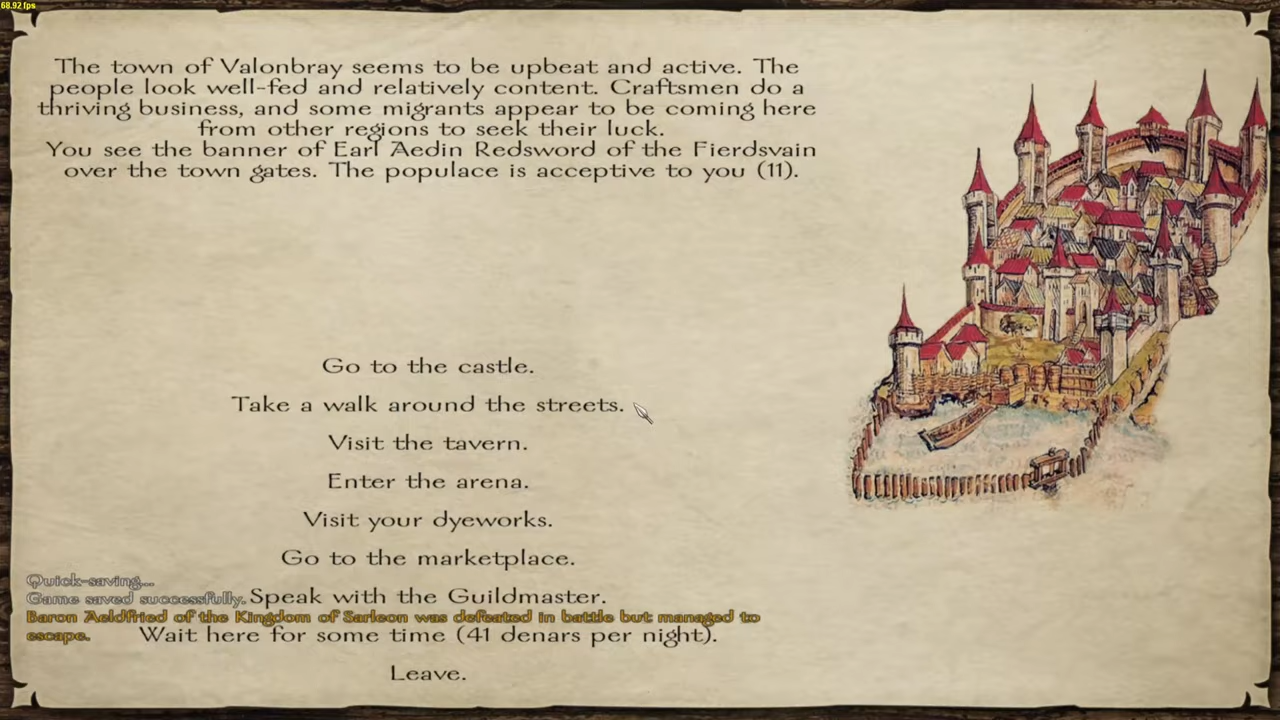 68.92 fps
The town of Valonbray seems to be upbeat and active. The
people look well-fed and relatively content. Craftsmen do a
thriving business, and some migrants appear to be coming here
from other regions to seek their luck.
You see the banner of Earl Aedin Redsword of the Fierdsvain
over the town gates. The populace is acceptive to you (11).
Go to the castle.
Take a walk around the streets.
Visit the tavern.
Enter the arena.
Visit your dyeworks.
Go to the marketplace.
Quick-saving...
Game saved successfully.
Speak with the Guildmaster.
Baron Aeldfried of the Kingdom of Sarleon was defeated in battle but managed to
escape.
Wait here for some time (41 denars per night).
Leave.